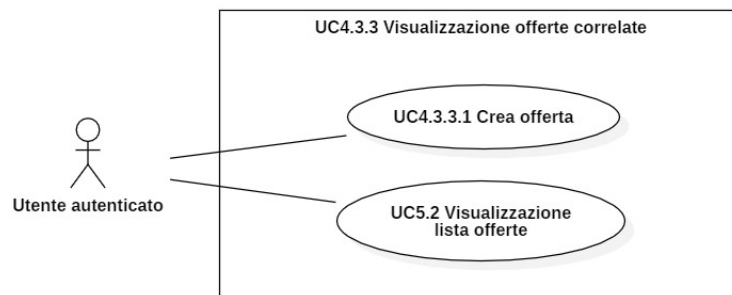 UC4.3.3 Visualizzazione offerte correlate
UC4.3.3.1 Crea offerta
Utente autenticato
UC5.2 Visualizzazione
lista offerte